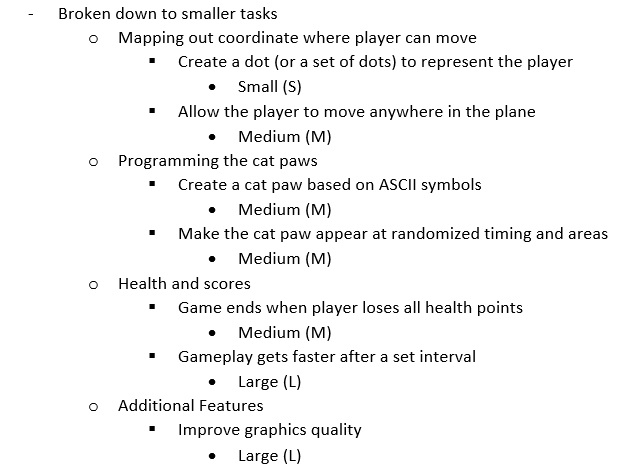 - Broken down to smaller tasks
o Mapping out coordinate where player can move
▪ Create a dot (or a set of dots) to represent the player
• Small (S)
▪ Allow the player to move anywhere in the plane
• Medium (M)
o Programming the cat paws
▪ Create a cat paw based on ASCII symbols
• Medium (M)
▪ Make the cat paw appear at randomized timing and areas
• Medium (M)
o Health and scores
▪ Game ends when player loses all health points
• Medium (M)
▪ Gameplay gets faster after a set interval
• Large (L)
o Additional Features
▪ Improve graphics quality
• Large (L)